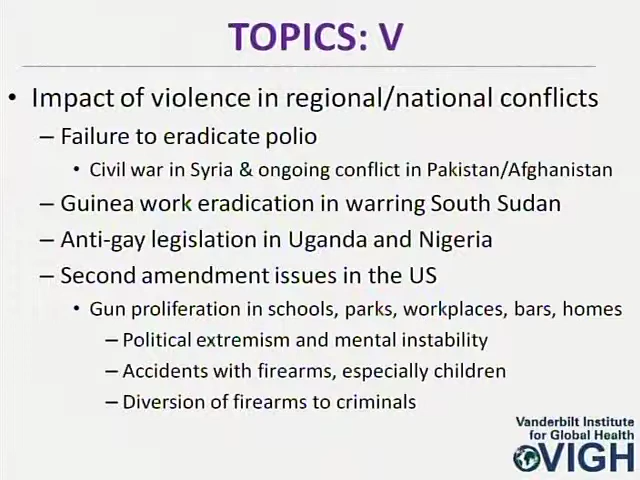 TOPICS: V
• Impact of violence in regional/national conflicts
– Failure to eradicate polio
• Civil war in Syria & ongoing conflict in Pakistan/Afghanistan
– Guinea work eradication in warring South Sudan
– Anti-gay legislation in Uganda and Nigeria
– Second amendment issues in the US
• Gun proliferation in schools, parks, workplaces, bars, homes
– Political extremism and mental instability
– Accidents with firearms, especially children
– Diversion of firearms to criminals
Vanderbilt Institute
for Global Health
VIGH